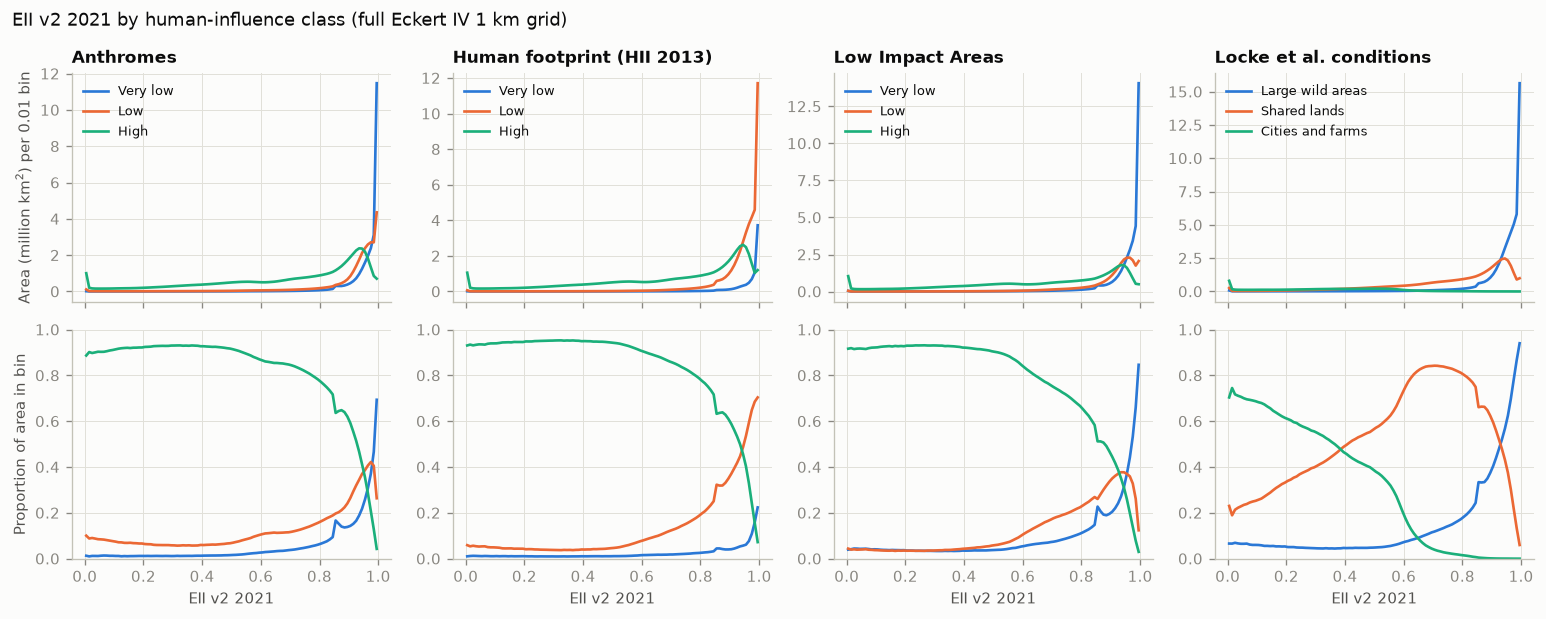 EII v2 2021 by human-influence class (full Eckert IV 1 km grid)
Anthromes
Human footprint (HII 2013)
Low Impact Areas
Locke et al. conditions
Area (million km²) per 0.01 bin
12
10
8
6
4
2
0
Very low
Low
High
12
10
8
6
4
2
0
Very low
Low
High
12.5
10.0
7.5
5.0
2.5
0.0
Very low
Low
High
15.0
12.5
10.0
7.5
5.0
2.5
0.0
Large wild areas
Shared lands
Cities and farms
Proportion of area in bin
1.0
0.8
0.6
0.4
0.2
0.0
0.0 0.2 0.4 0.6 0.8 1.0
EII v2 2021
1.0
0.8
0.6
0.4
0.2
0.0
0.0 0.2 0.4 0.6 0.8 1.0
EII v2 2021
1.0
0.8
0.6
0.4
0.2
0.0
0.0 0.2 0.4 0.6 0.8 1.0
EII v2 2021
1.0
0.8
0.6
0.4
0.2
0.0
0.0 0.2 0.4 0.6 0.8 1.0
EII v2 2021